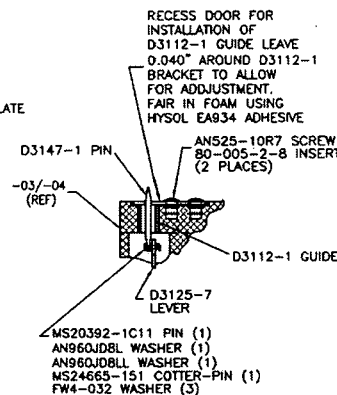 RECESS DOOR FOR
INSTALLATION OF
D3112-1 GUIDE LEAVE
0.040" AROUND D3112-1
BRACKET TO ALLOW
FOR ADDJUSTMENT.
FAIR IN FOAM USING
HYSOL EA934 ADHESIVE
LATE
D3147-1 PIN
AN525-10R7 SCREW
80-005-2-8 INSERT
(2 PLACES)
-03/-04
(REF)
D3112-1 GUIDE
D3125-7
LEVER
MS20392-1C11 PIN (1)
AN960JD8L WASHER (1)
AN960JD8LL WASHER (1)
MS24665-151 COTTER-PIN (1)
FW4-032 WASHER (3)